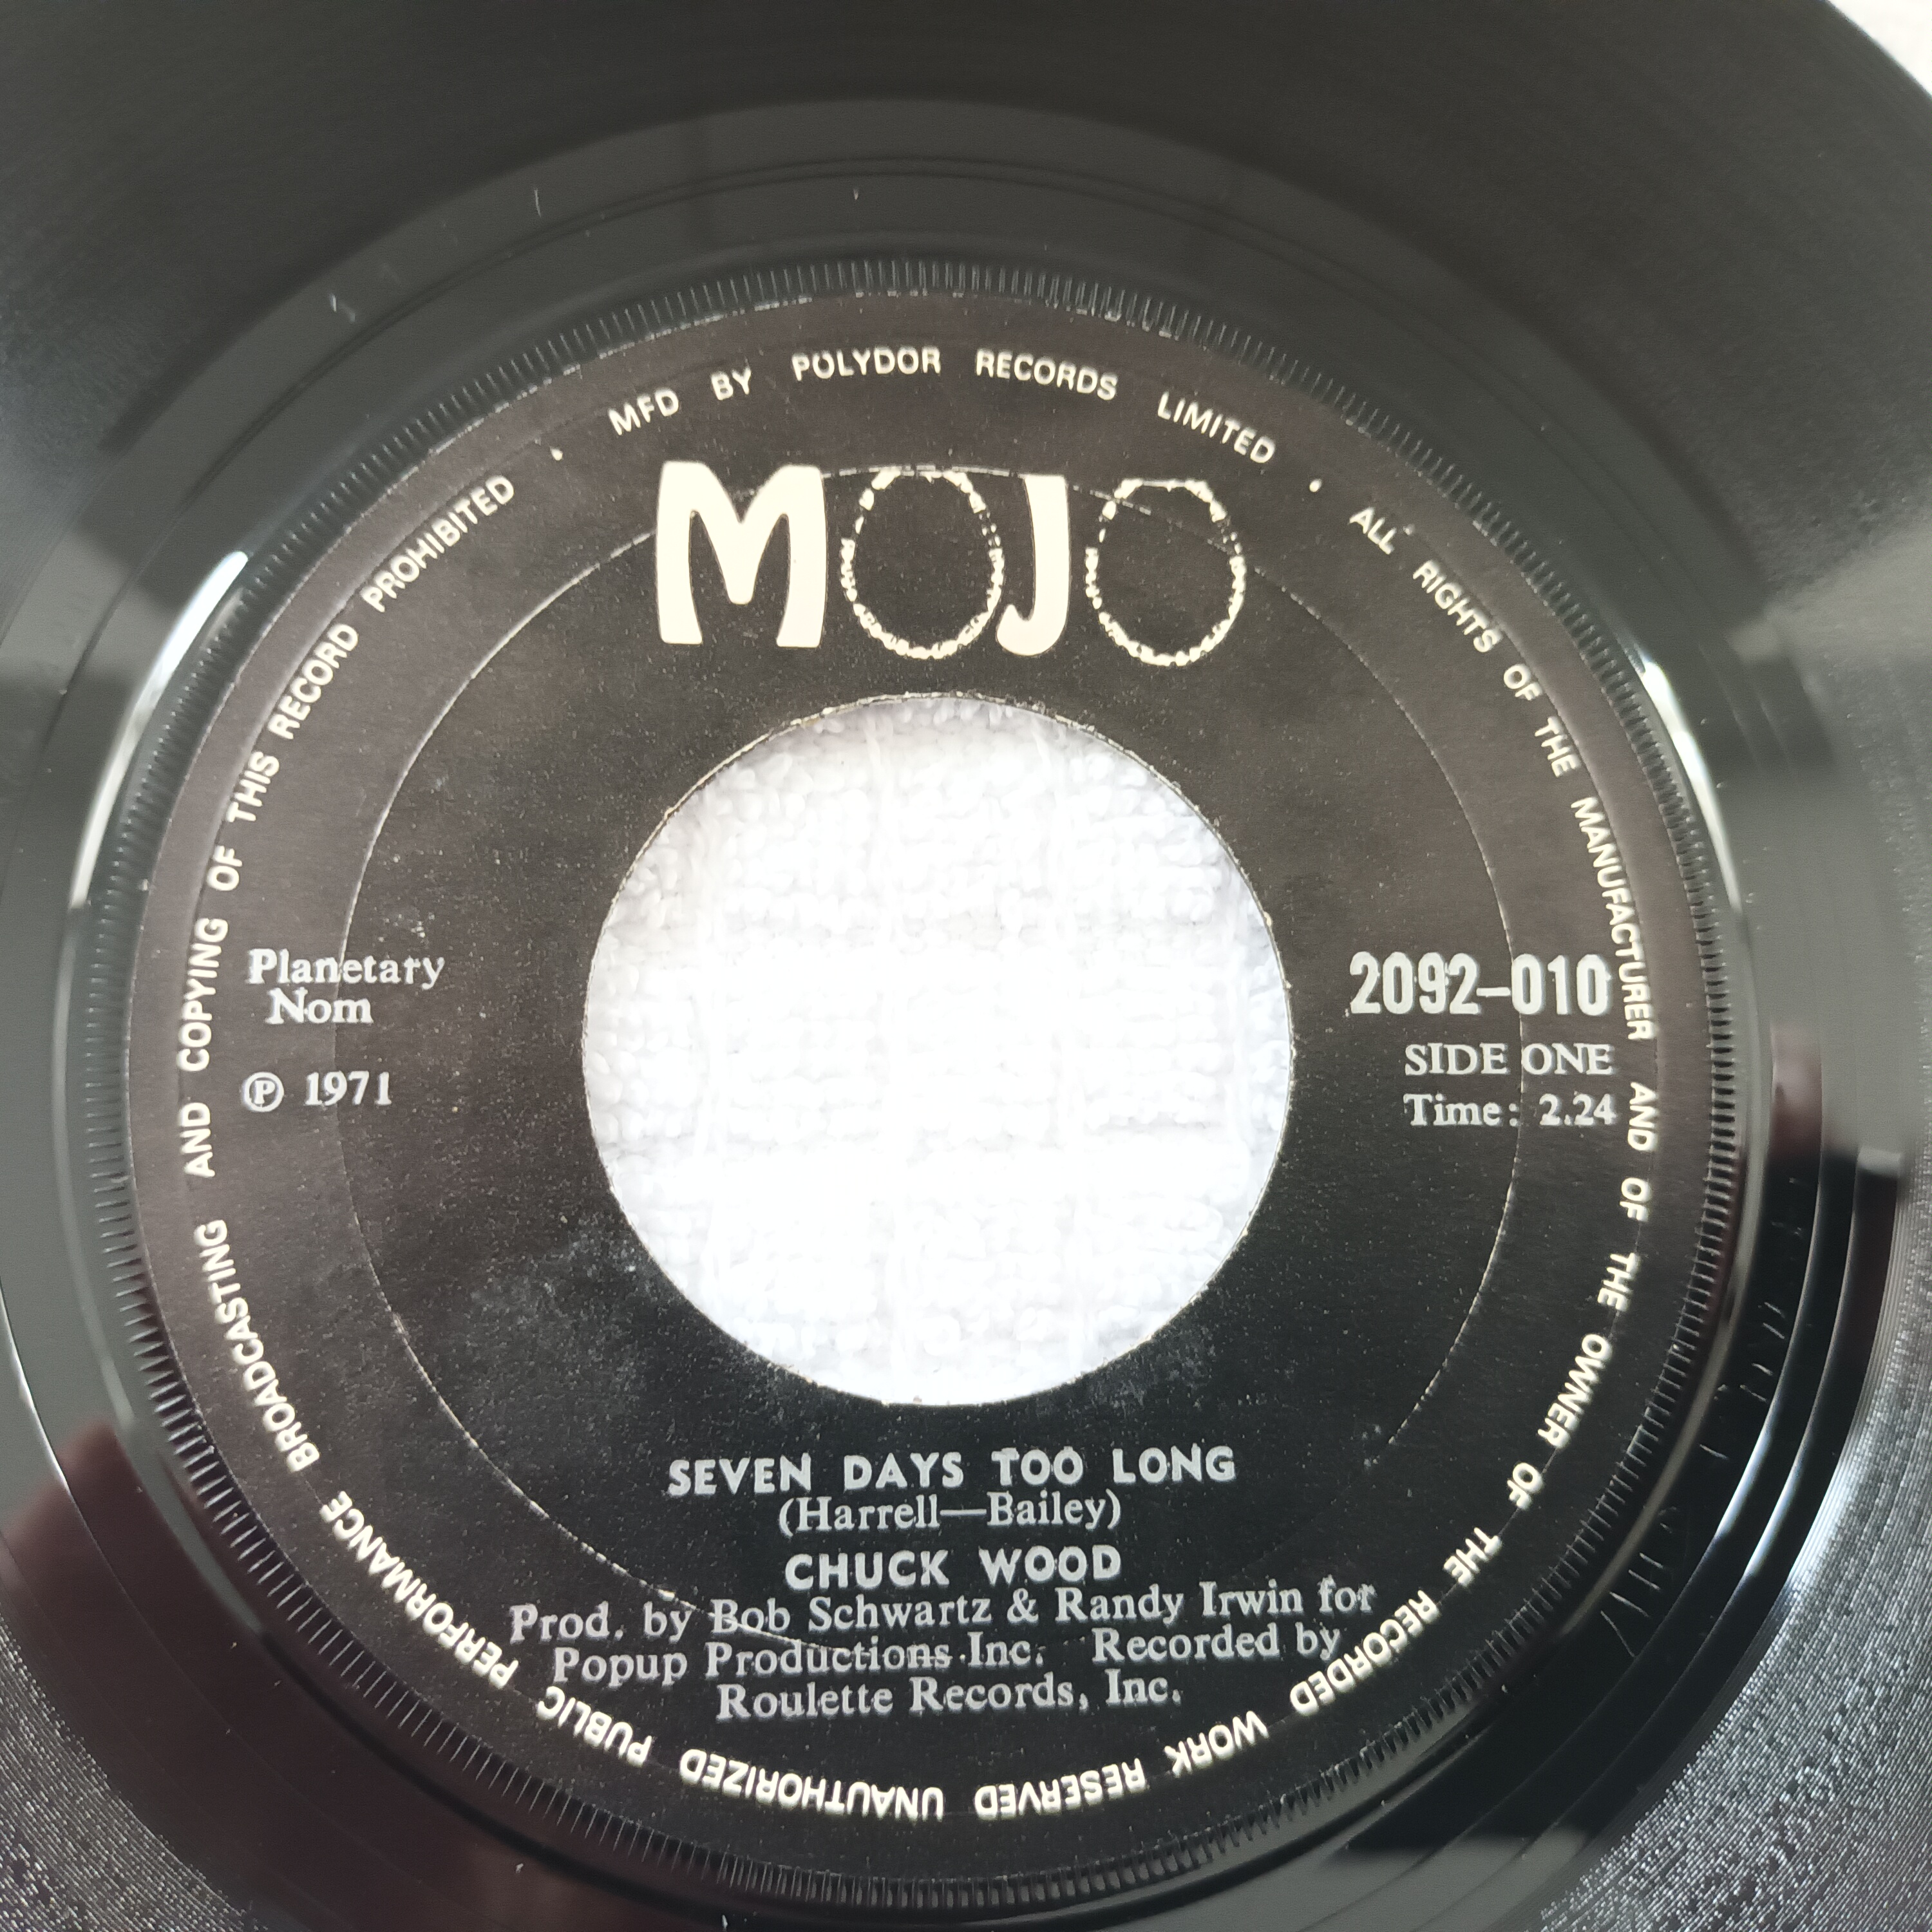 MFD BY POLYDOR RECORDS LIMITED · ALL RIGHTS OF THE MANUFACTURER AND OF THE OWNER OF THE RECORDED WORK RESERVED UNAUTHORIZED PUBLIC PERFORMANCE BROADCASTING AND COPYING OF THIS RECORD PROHIBITED ·
MOJO
Planetary
Nom
℗ 1971
2092–010
SIDE ONE
Time: 2.24
SEVEN DAYS TOO LONG
(Harrell—Bailey)
CHUCK WOOD
Prod. by Bob Schwartz & Randy Irwin for
Popup Productions Inc. Recorded by
Roulette Records, Inc.